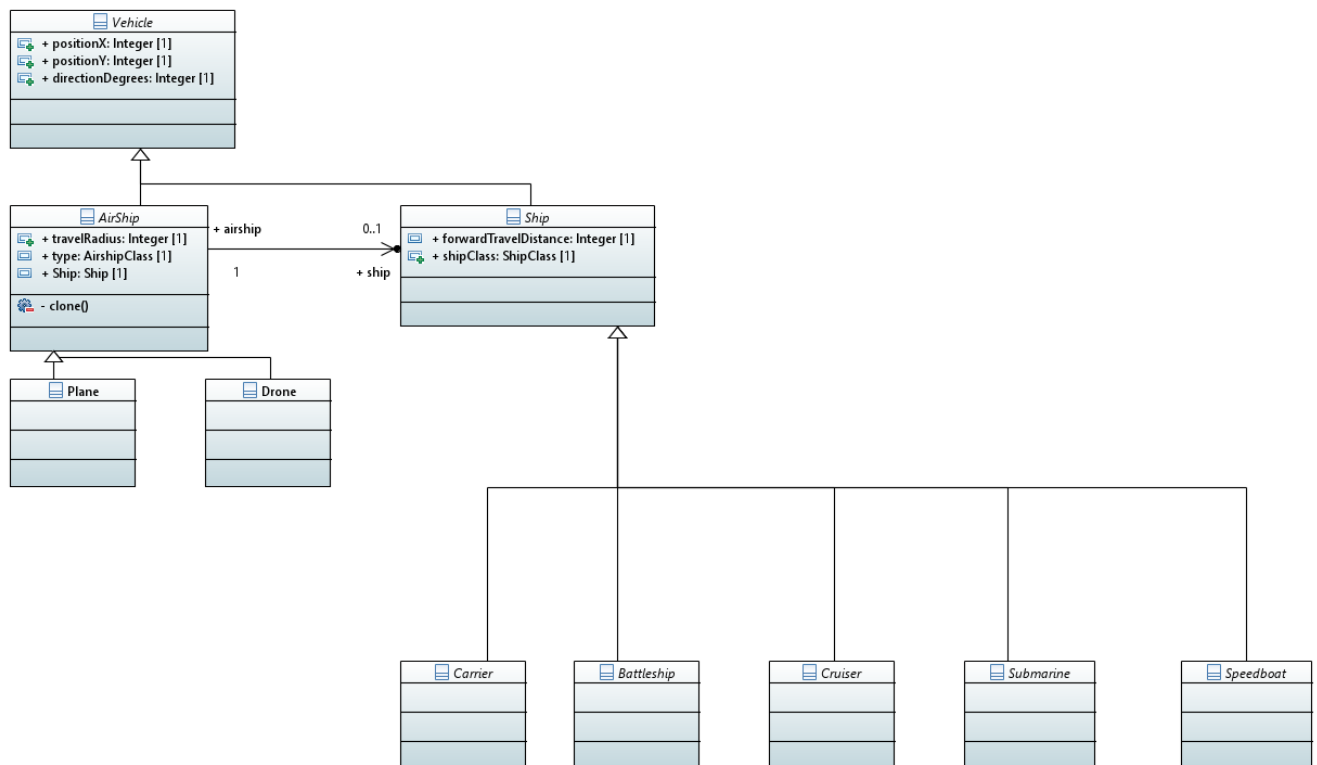 Vehicle
+ positionX: Integer [1]
+ positionY: Integer [1]
+ directionDegrees: Integer [1]
AirShip
+ travelRadius: Integer [1]
+ type: AirshipClass [1]
+ Ship: Ship [1]
- clone()
+ airship
0..1
1
+ ship
Ship
+ forwardTravelDistance: Integer [1]
+ shipClass: ShipClass [1]
Plane
Drone
Carrier
Battleship
Cruiser
Submarine
Speedboat